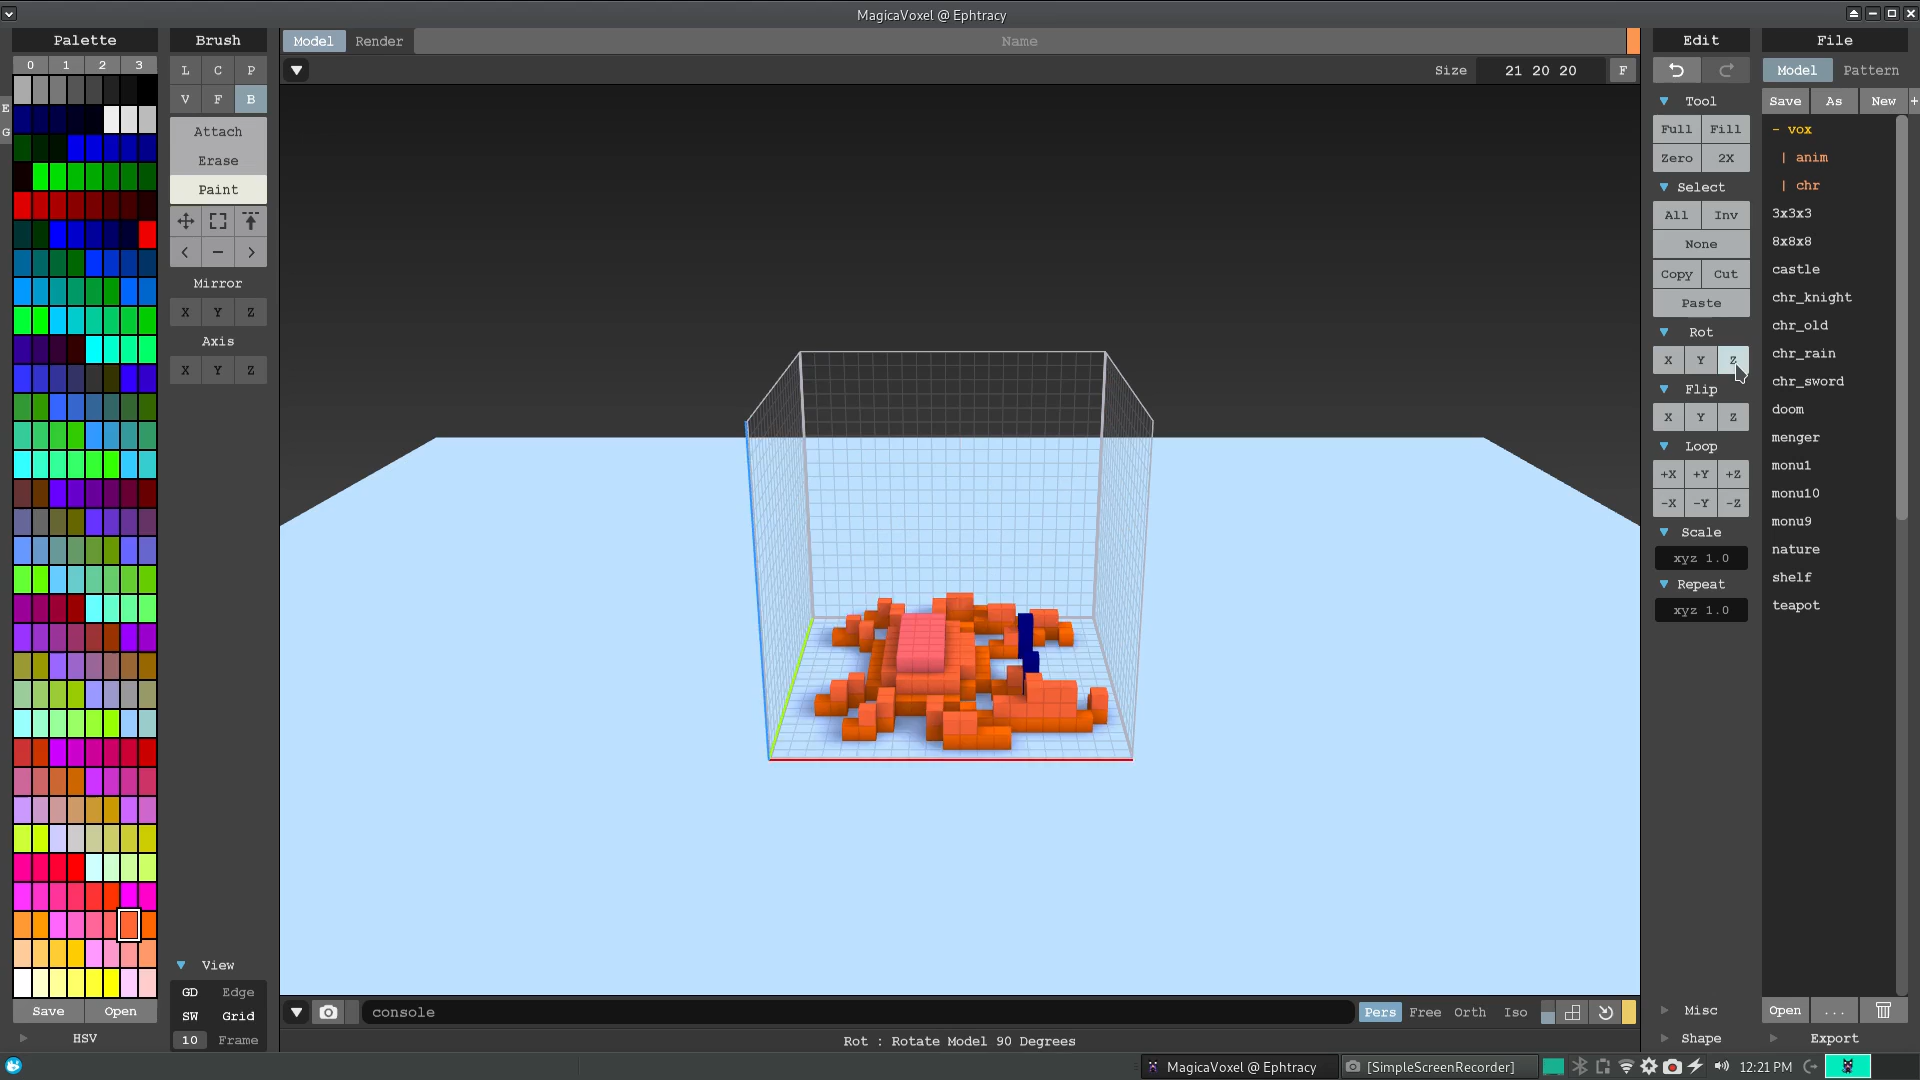 MagicaVoxel @ Ephtracy
Palette
0 1 2 3
E
G
Save Open
HSV
Brush
L C P
V F B
Attach
Erase
Paint
< - >
Mirror
X Y Z
Axis
X Y Z
View
GD Edge
SW Grid
10 Frame
Model Render Name
Size 21 20 20 F
console Pers Free Orth Iso
Rot : Rotate Model 90 Degrees
Edit
Tool
Full Fill
Zero 2X
Select
All Inv
None
Copy Cut
Paste
Rot
X Y Z
Flip
X Y Z
Loop
+X +Y +Z
-X -Y -Z
Scale
xyz 1.0
Repeat
xyz 1.0
Misc
Shape
File
Model Pattern
Save As New +
- vox
| anim
| chr
3x3x3
8x8x8
castle
chr_knight
chr_old
chr_rain
chr_sword
doom
menger
monu1
monu10
monu9
nature
shelf
teapot
Open ...
Export
MagicaVoxel @ Ephtracy [SimpleScreenRecorder] 12:21 PM